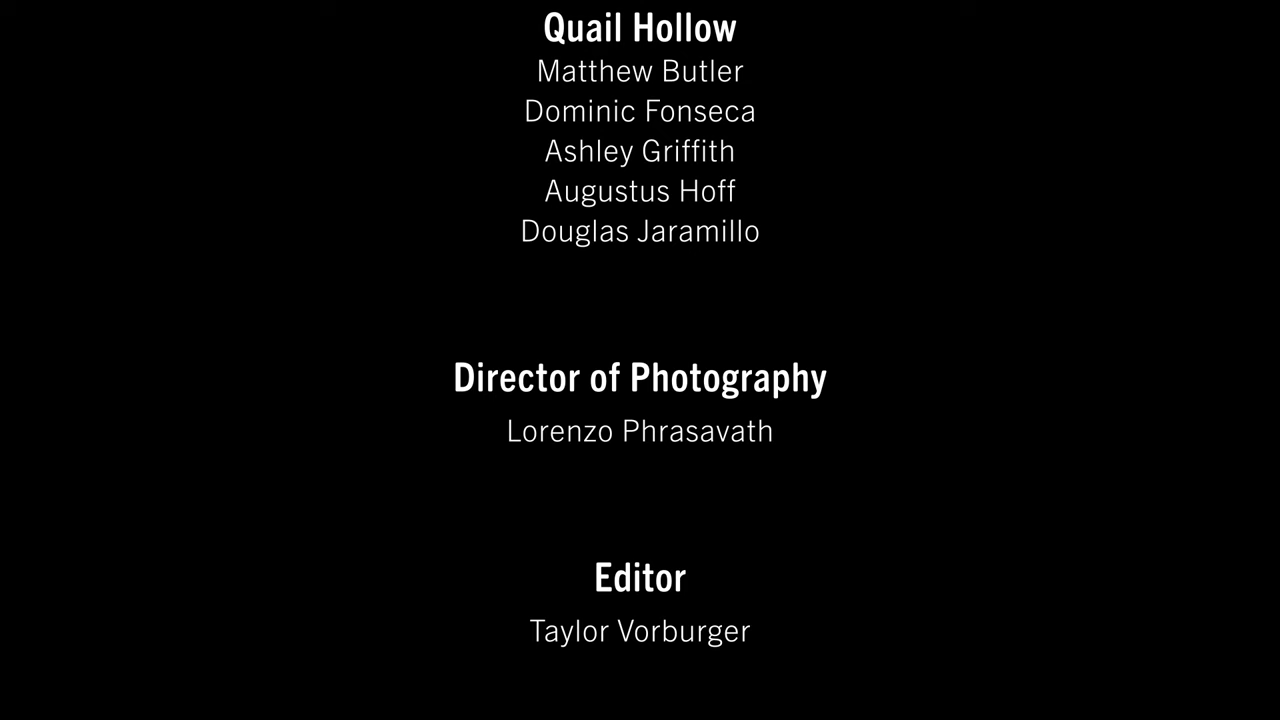 Quail Hollow
Matthew Butler
Dominic Fonseca
Ashley Griffith
Augustus Hoff
Douglas Jaramillo
Director of Photography
Lorenzo Phrasavath
Editor
Taylor Vorburger